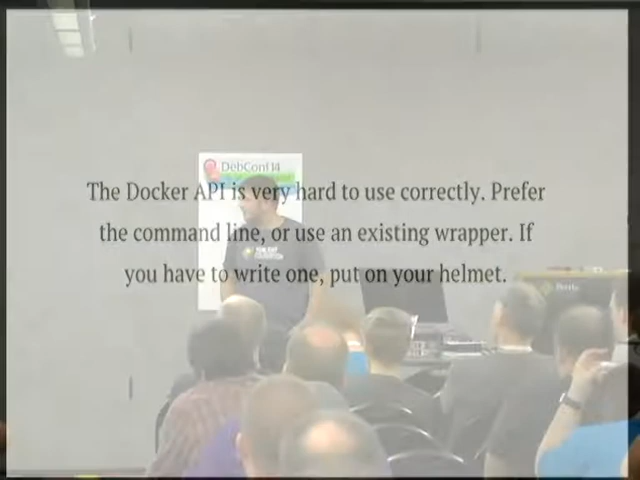 DebConf14
The Docker API is very hard to use correctly. Prefer
the command line, or use an existing wrapper. If
you have to write one, put on your helmet.